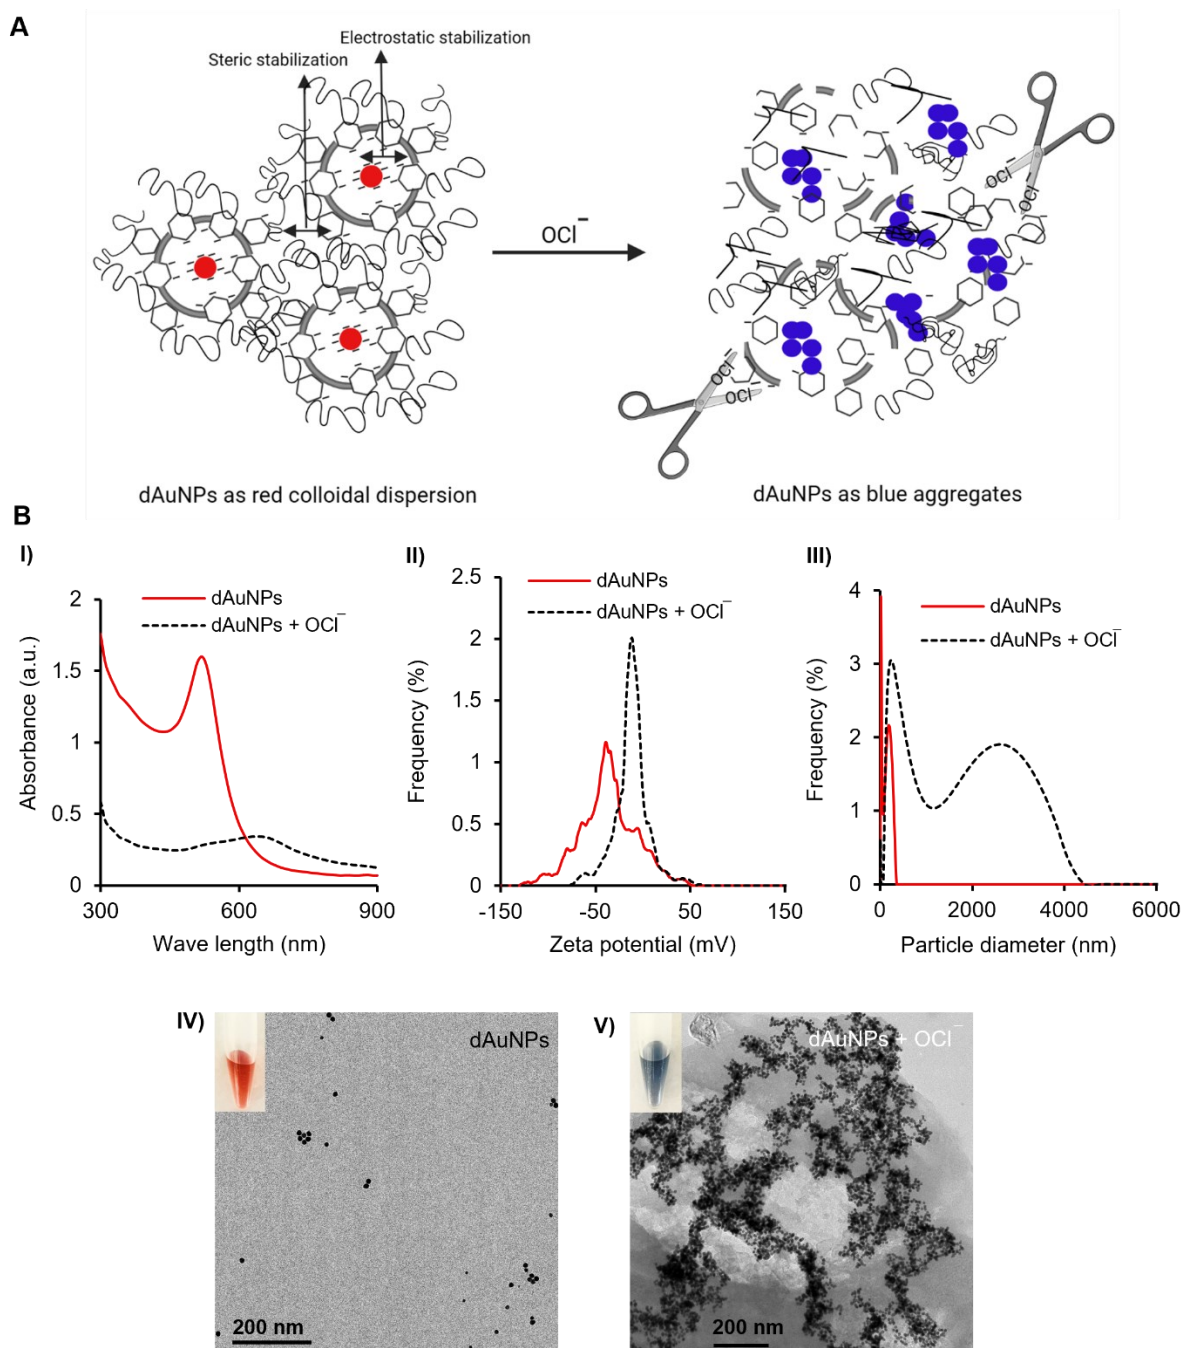 A
Electrostatic stabilization
Steric stabilization
OCl⁻
OCl⁻
OCl⁻
OCl⁻
OCl⁻
dAuNPs as red colloidal dispersion
dAuNPs as blue aggregates
B
I)
dAuNPs
dAuNPs + OCl⁻
2
1.5
1
0.5
0
300
600
900
Absorbance (a.u.)
Wave length (nm)
II)
dAuNPs
dAuNPs + OCl⁻
2.5
2
1.5
1
0.5
0
-150
-50
50
150
Frequency (%)
Zeta potential (mV)
III)
dAuNPs
dAuNPs + OCl⁻
4
3
2
1
0
0
2000
4000
6000
Frequency (%)
Particle diameter (nm)
IV)
dAuNPs
200 nm
V)
dAuNPs + OCl⁻
200 nm